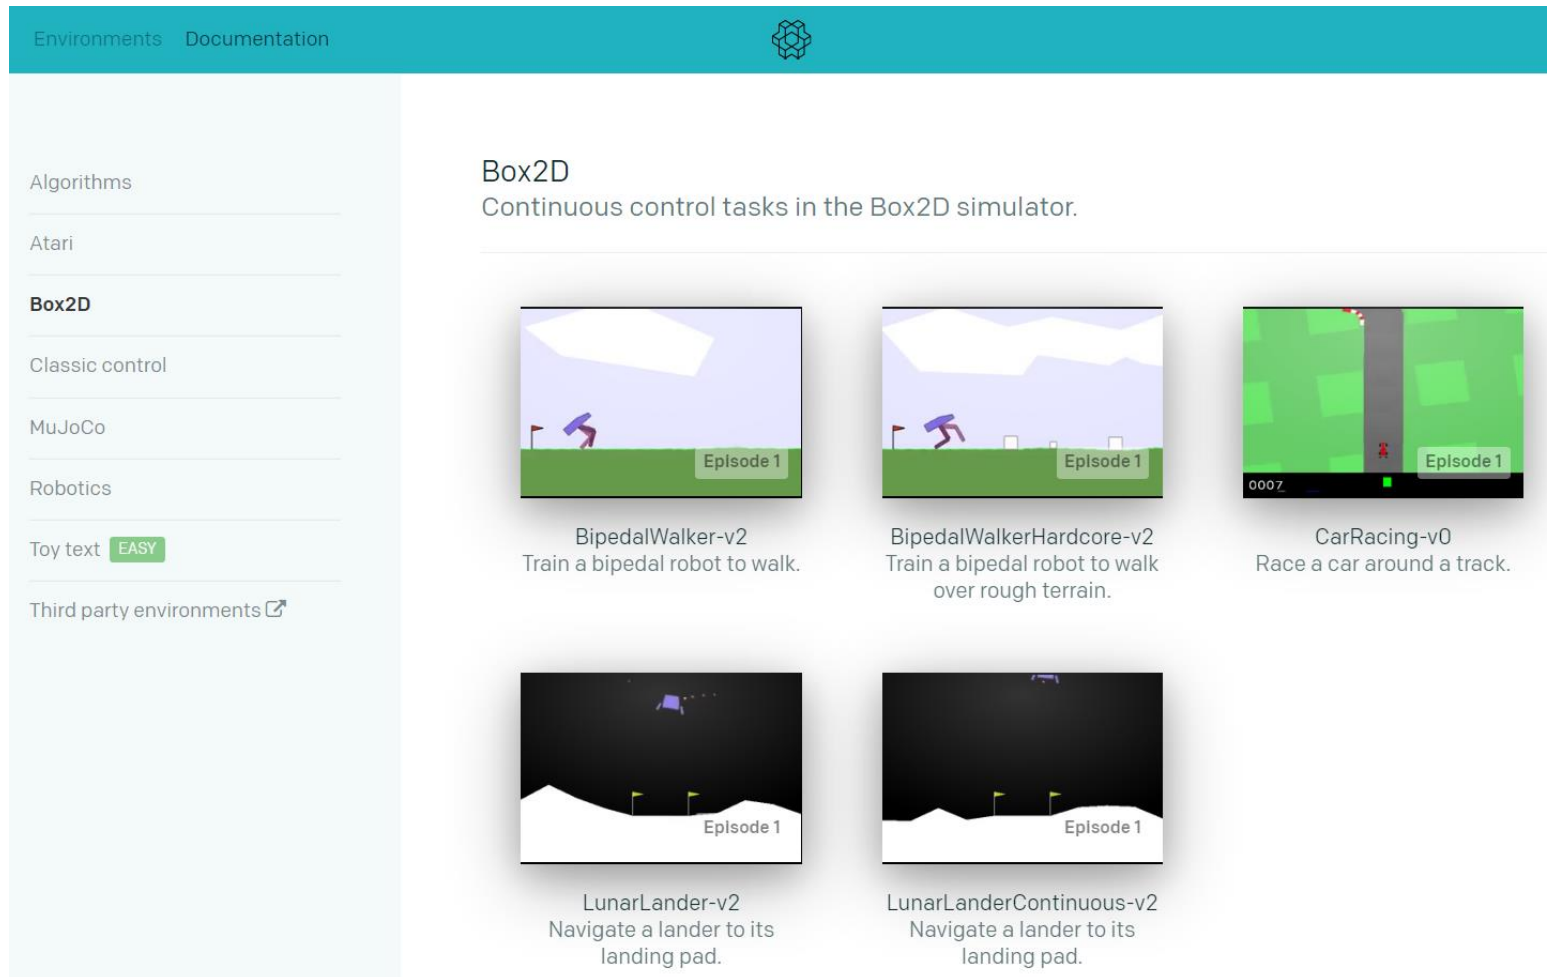 Environments Documentation
Algorithms
Atari
Box2D
Classic control
MuJoCo
Robotics
Toy text EASY
Third party environments
Box2D
Continuous control tasks in the Box2D simulator.
Episode 1
BipedalWalker-v2
Train a bipedal robot to walk.
Episode 1
BipedalWalkerHardcore-v2
Train a bipedal robot to walk
over rough terrain.
0007
Episode 1
CarRacing-v0
Race a car around a track.
Episode 1
LunarLander-v2
Navigate a lander to its
landing pad.
Episode 1
LunarLanderContinuous-v2
Navigate a lander to its
landing pad.